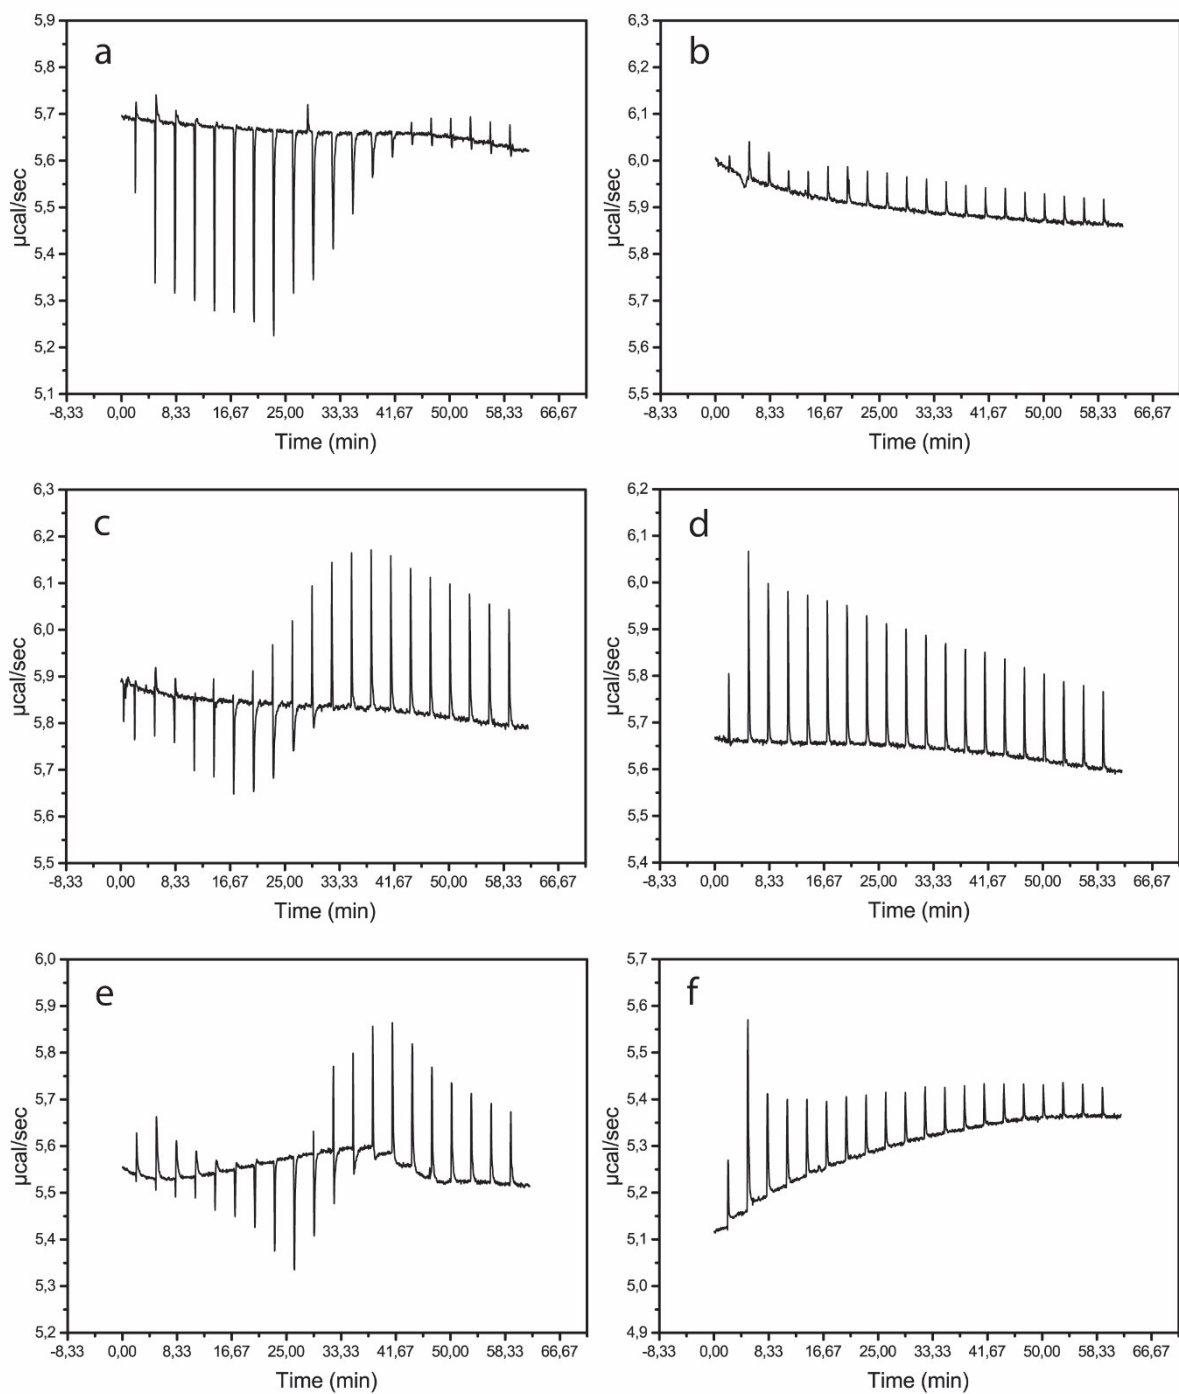 a
5,9
5,8
5,7
5,6
5,5
5,4
5,3
5,2
5,1
µcal/sec
-8,33 0,00 8,33 16,67 25,00 33,33 41,67 50,00 58,33 66,67
Time (min)
b
6,3
6,2
6,1
6,0
5,9
5,8
5,7
5,6
5,5
µcal/sec
-8,33 0,00 8,33 16,67 25,00 33,33 41,67 50,00 58,33 66,67
Time (min)
c
6,3
6,2
6,1
6,0
5,9
5,8
5,7
5,6
5,5
µcal/sec
-8,33 0,00 8,33 16,67 25,00 33,33 41,67 50,00 58,33 66,67
Time (min)
d
6,2
6,1
6,0
5,9
5,8
5,7
5,6
5,5
5,4
µcal/sec
-8,33 0,00 8,33 16,67 25,00 33,33 41,67 50,00 58,33 66,67
Time (min)
e
6,0
5,9
5,8
5,7
5,6
5,5
5,4
5,3
5,2
µcal/sec
-8,33 0,00 8,33 16,67 25,00 33,33 41,67 50,00 58,33 66,67
Time (min)
f
5,7
5,6
5,5
5,4
5,3
5,2
5,1
5,0
4,9
µcal/sec
-8,33 0,00 8,33 16,67 25,00 33,33 41,67 50,00 58,33 66,67
Time (min)